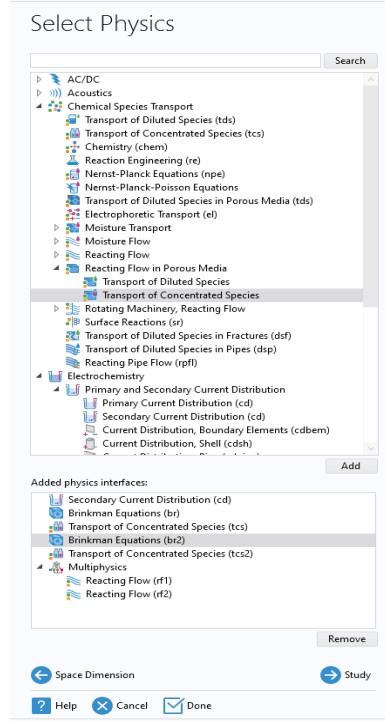 Select Physics
Search
AC/DC
Acoustics
Chemical Species Transport
Transport of Diluted Species (tds)
Transport of Concentrated Species (tcs)
Chemistry (chem)
Reaction Engineering (re)
Nernst-Planck Equations (npe)
Nernst-Planck-Poisson Equations
Transport of Diluted Species in Porous Media (tds)
Electrophoretic Transport (el)
Moisture Transport
Moisture Flow
Reacting Flow
Reacting Flow in Porous Media
Transport of Diluted Species
Transport of Concentrated Species
Rotating Machinery, Reacting Flow
Surface Reactions (sr)
Transport of Diluted Species in Fractures (dsf)
Transport of Diluted Species in Pipes (dsp)
Reacting Pipe Flow (rpfl)
Electrochemistry
Primary and Secondary Current Distribution
Primary Current Distribution (cd)
Secondary Current Distribution (cd)
Current Distribution, Boundary Elements (cdbem)
Current Distribution, Shell (cdsh)
Add
Added physics interfaces:
Secondary Current Distribution (cd)
Brinkman Equations (br)
Transport of Concentrated Species (tcs)
Brinkman Equations (br2)
Transport of Concentrated Species (tcs2)
Multiphysics
Reacting Flow (rf1)
Reacting Flow (rf2)
Remove
Space Dimension
Study
? Help
Cancel
Done